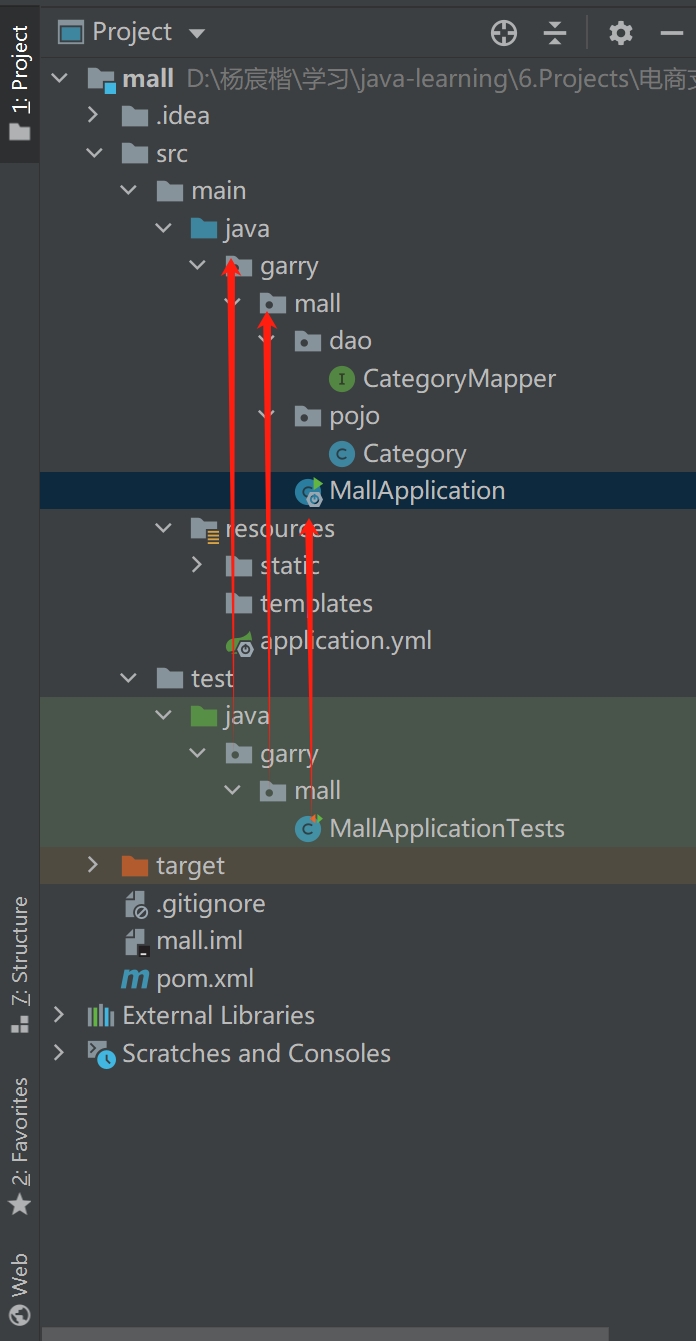 Project
mall D:\杨宸楷\学习\java-learning\6.Projects\电商支
.idea
src
main
java
garry
mall
dao
CategoryMapper
pojo
Category
MallApplication
resources
static
templates
application.yml
test
java
garry
mall
MallApplicationTests
target
.gitignore
mall.iml
pom.xml
External Libraries
Scratches and Consoles
1: Project
7: Structure
2: Favorites
Web